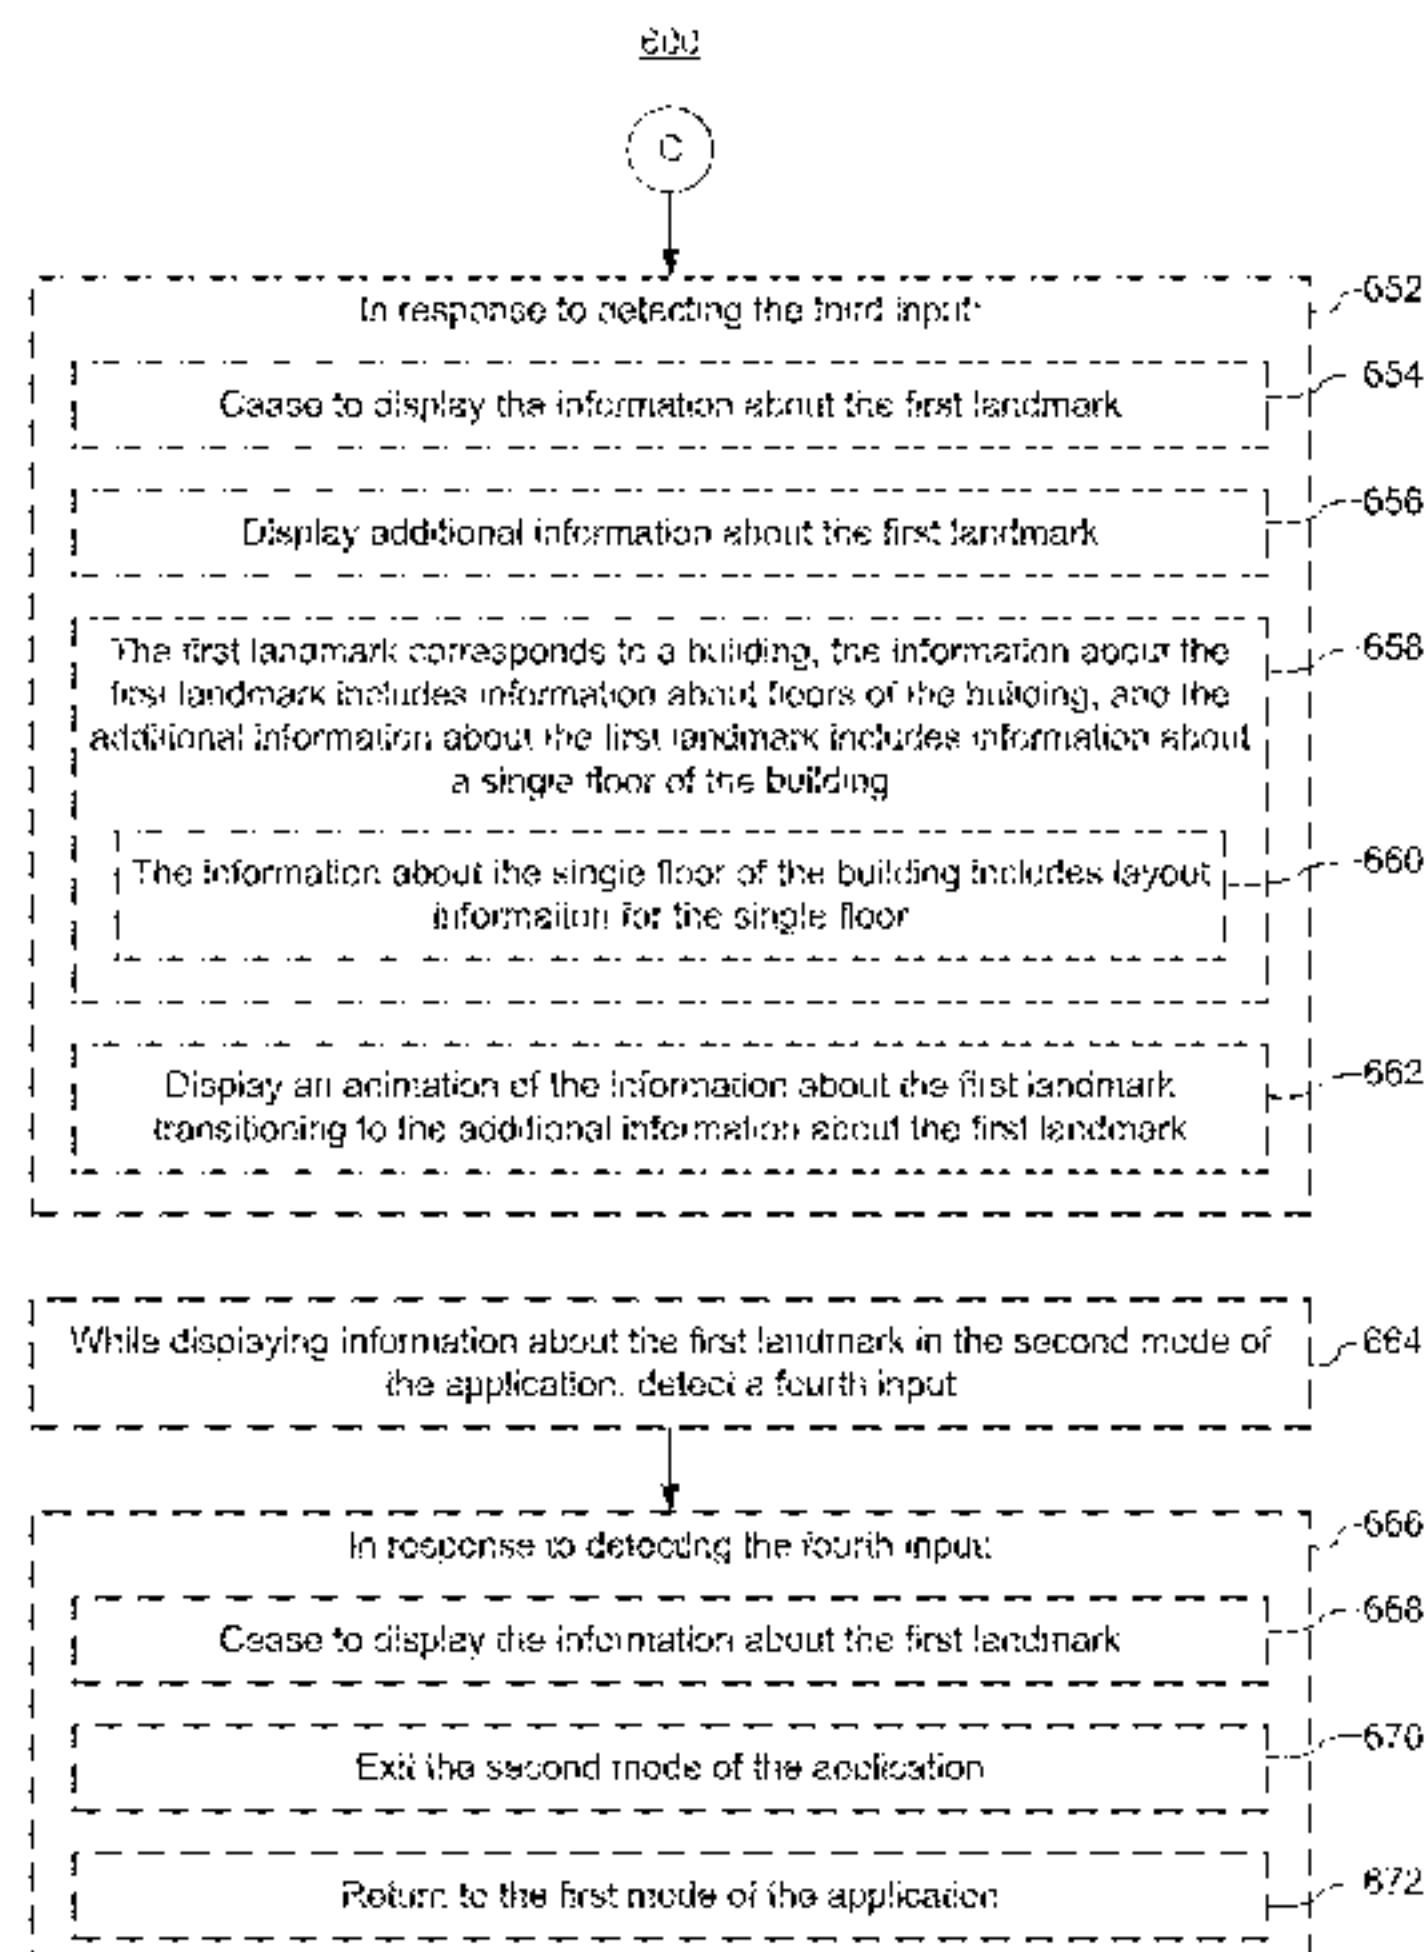 600
C
In response to detecting the third input:
652
Cease to display the information about the first landmark
654
Display additional information about the first landmark
656
The first landmark corresponds to a building, the information about the
first landmark includes information about floors of the building, and the
additional information about the first landmark includes information about
a single floor of the building
658
The information about the single floor of the building includes layout
information for the single floor
660
Display an animation of the information about the first landmark
transitioning to the additional information about the first landmark
662
While displaying information about the first landmark in the second mode of
the application, detect a fourth input
664
In response to detecting the fourth input:
666
Cease to display the information about the first landmark
668
Exit the second mode of the application
670
Return to the first mode of the application
672